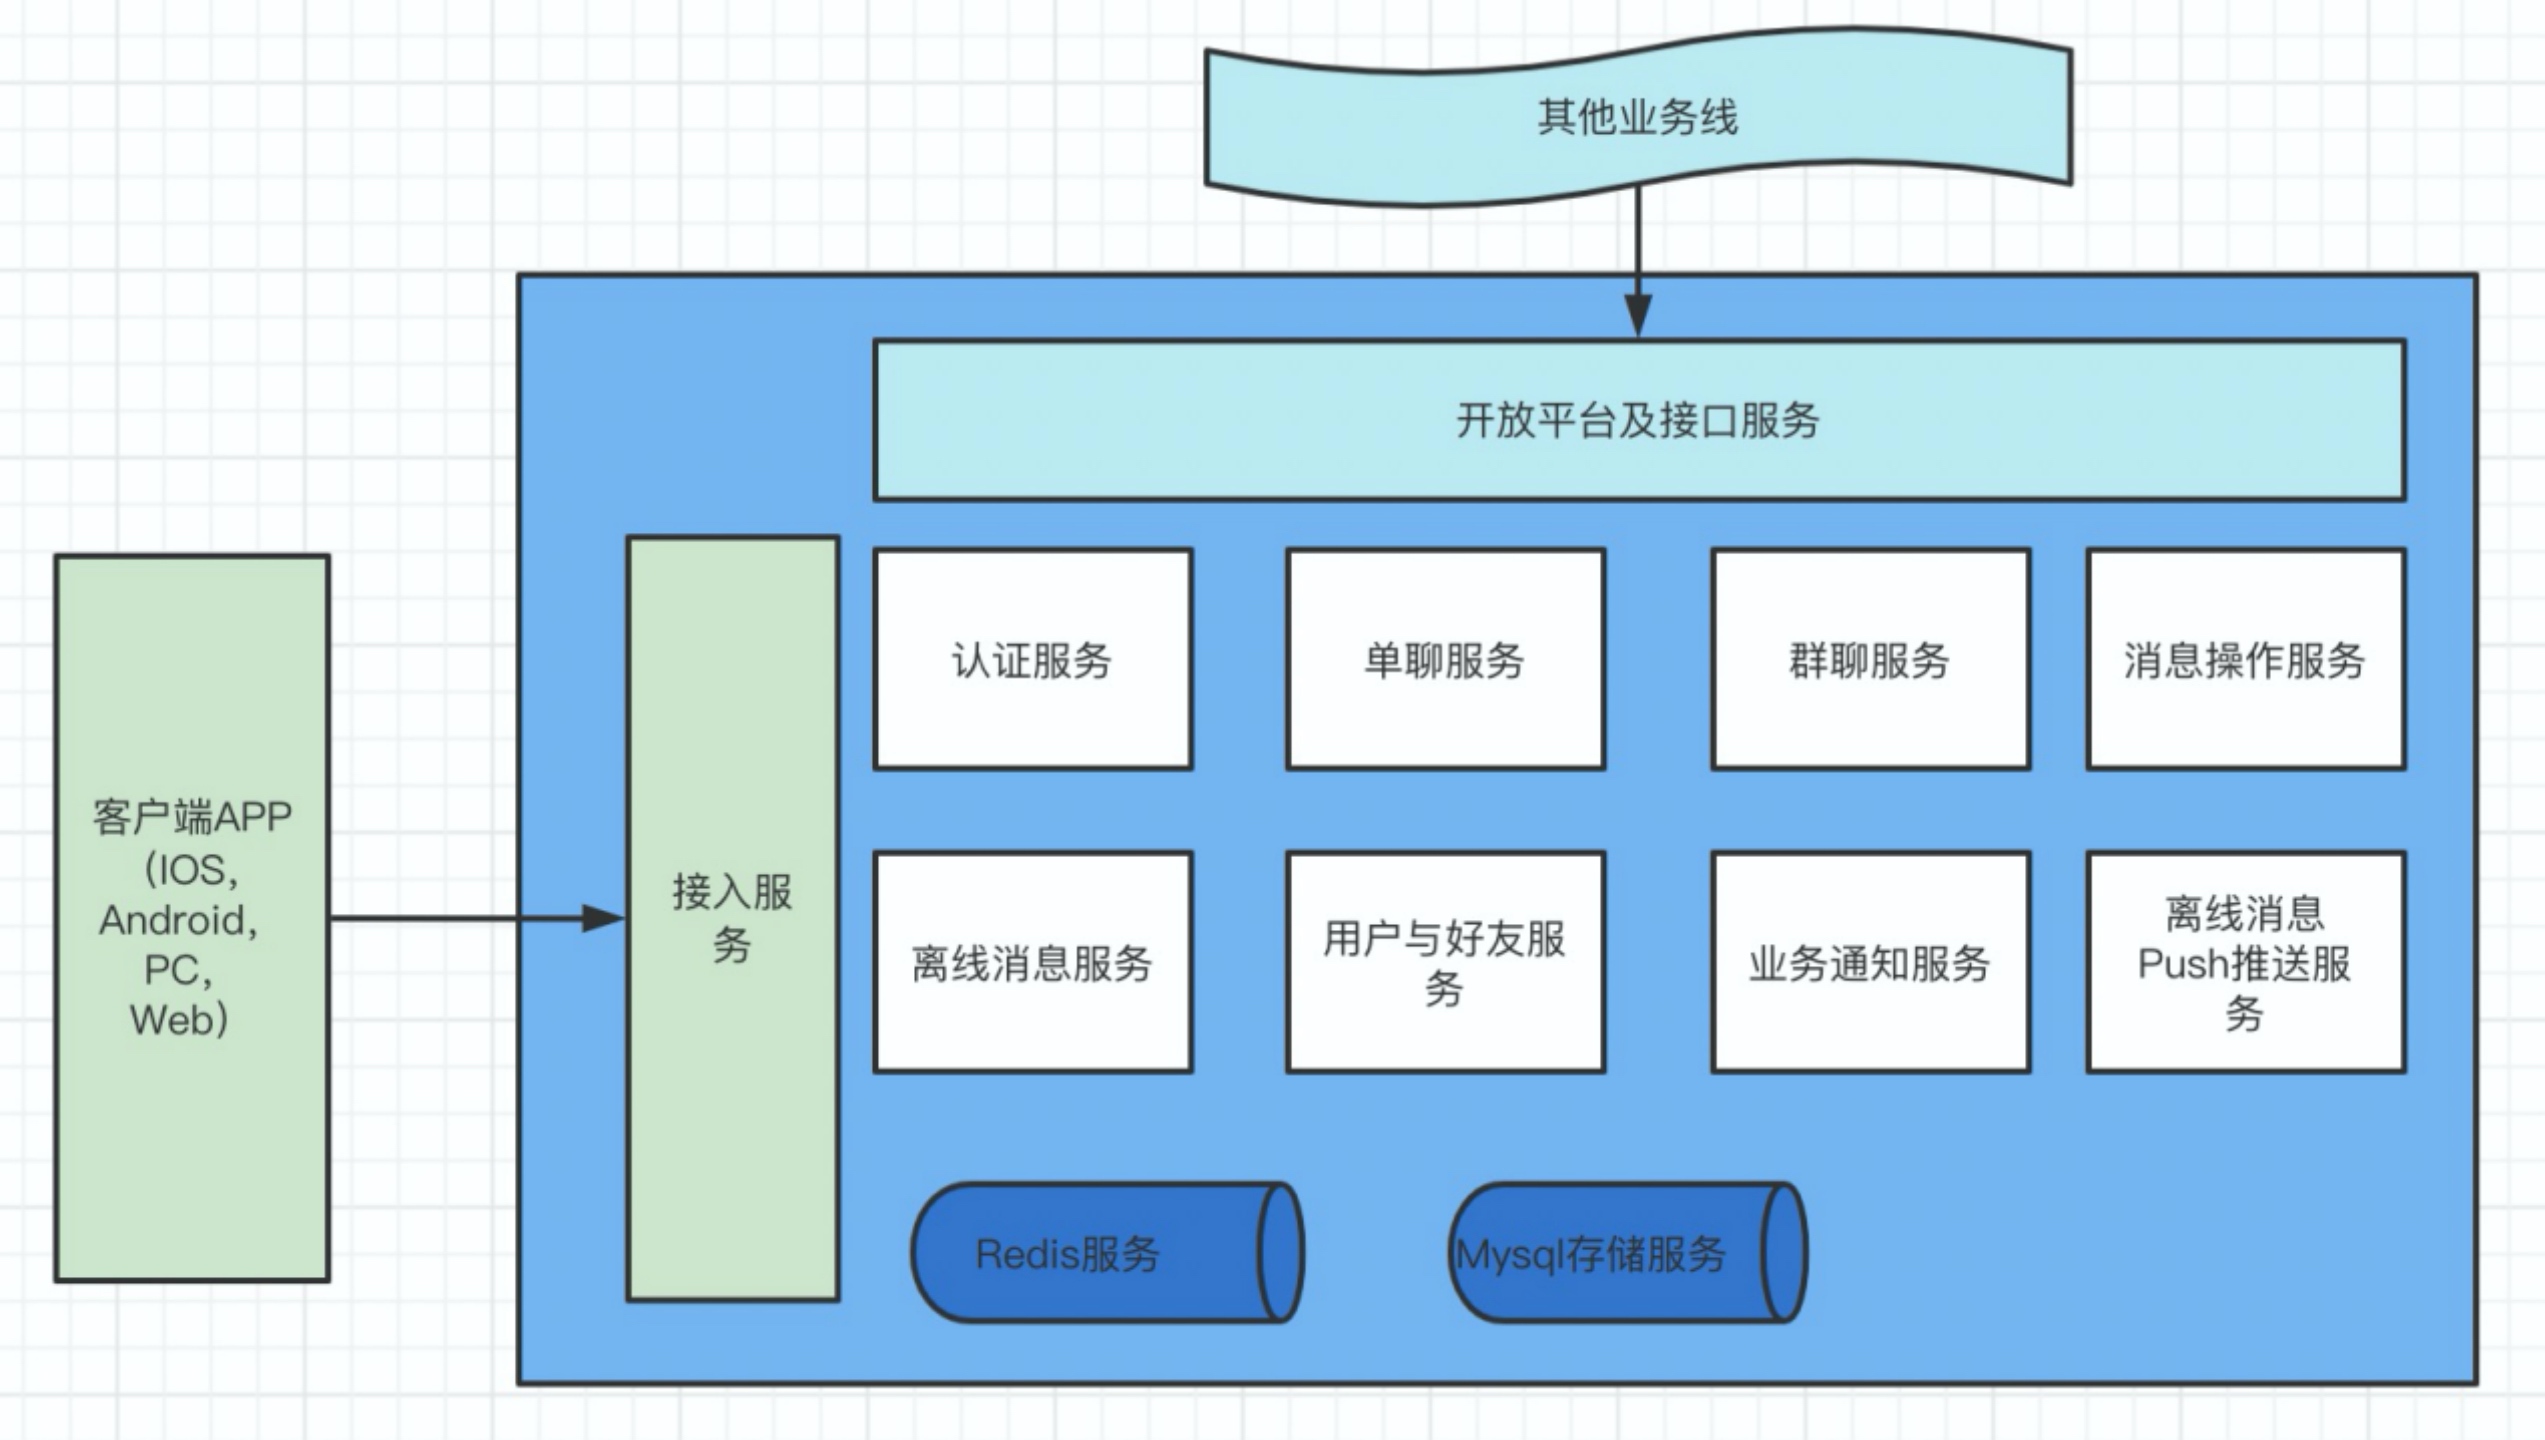 其他业务线
开放平台及接口服务
客户端APP
（IOS，
Android，
PC，
Web）
接入服
务
认证服务
单聊服务
群聊服务
消息操作服务
离线消息服务
用户与好友服
务
业务通知服务
离线消息
Push推送服
务
Redis服务
Mysql存储服务